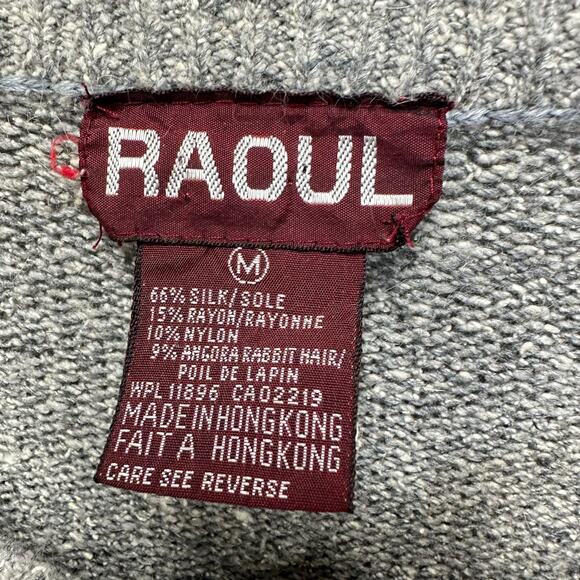 RAOUL
M
66% SILK/SOLE
15% RAYON/RAYONNE
10% NYLON
9% ANGORA RABBIT HAIR/
POIL DE LAPIN
WPL 11896 CA02219
MADE IN HONGKONG
FAIT A HONGKONG
CARE SEE REVERSE